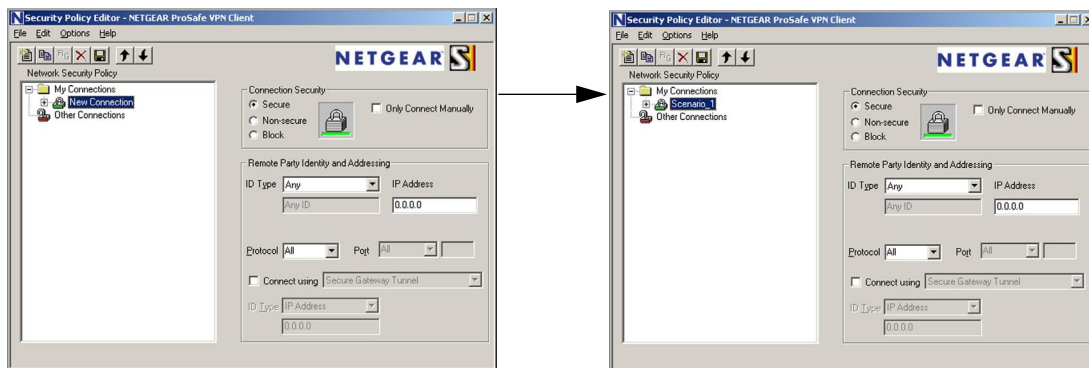 Security Policy Editor - NETGEAR ProSafe VPN Client
File Edit Options Help
NETGEAR
Network Security Policy
My Connections
New Connection
Other Connections
Connection Security
Secure
Non-secure
Block
Only Connect Manually
Remote Party Identity and Addressing
ID Type Any IP Address
Any ID 0.0.0.0
Protocol All Port All
Connect using Secure Gateway Tunnel
ID Type IP Address
0.0.0.0
Security Policy Editor - NETGEAR ProSafe VPN Client
File Edit Options Help
NETGEAR
Network Security Policy
My Connections
Scenario_1
Other Connections
Connection Security
Secure
Non-secure
Block
Only Connect Manually
Remote Party Identity and Addressing
ID Type Any IP Address
Any ID 0.0.0.0
Protocol All Port All
Connect using Secure Gateway Tunnel
ID Type IP Address
0.0.0.0